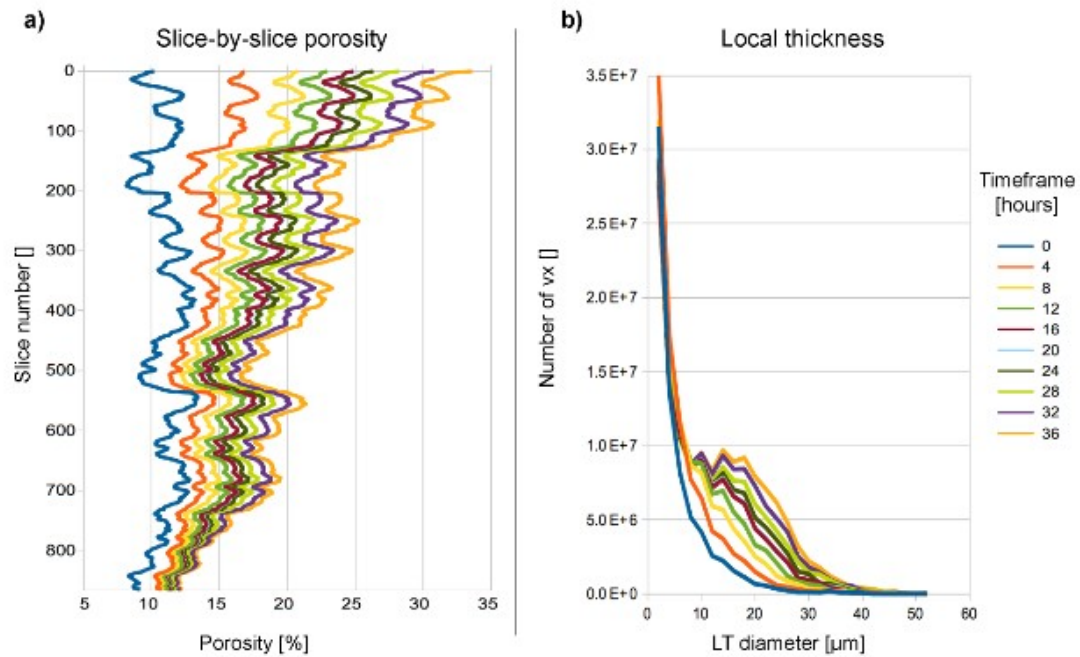 a)
Slice-by-slice porosity
0
100
200
300
400
500
600
700
800
Slice number []
5
10
15
20
25
30
35
Porosity [%]
b)
Local thickness
3.5E+7
3.0E+7
2.5E+7
2.0E+7
1.5E+7
1.0E+7
5.0E+6
0.0E+0
Number of vx []
0
10
20
30
40
50
60
LT diameter [µm]
Timeframe
[hours]
0
4
8
12
16
20
24
28
32
36